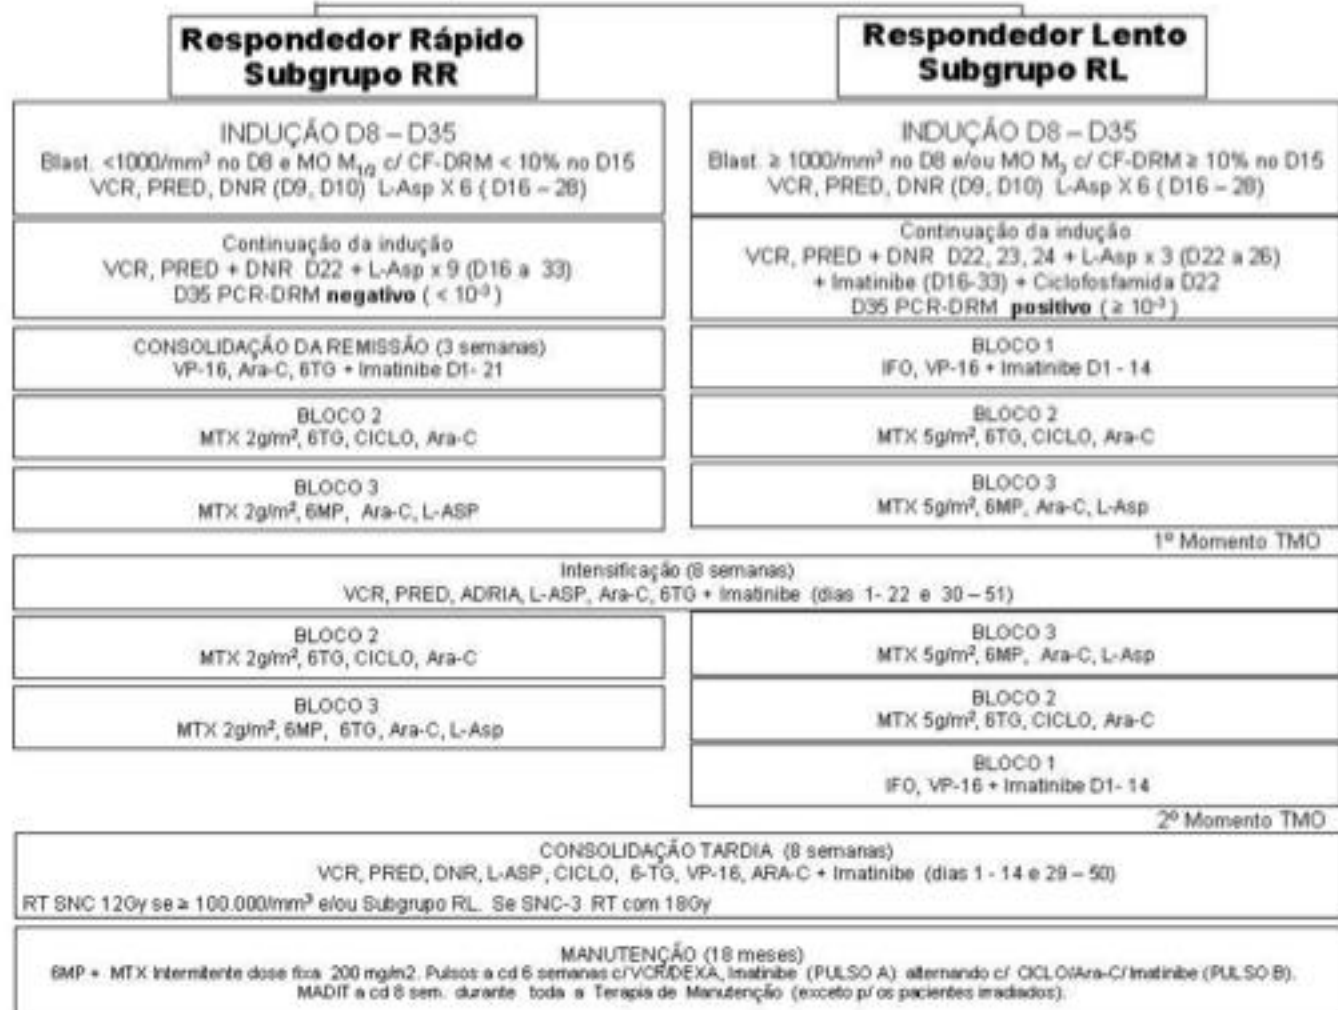 Respondedor Rápido
Subgrupo RR
INDUÇÃO D8 – D35
Blast. <1000/mm³ no D8 e MO M1/2 c/ CF-DRM < 10% no D15
VCR, PRED, DNR (D9, D10) L-Asp X 6 ( D16 – 28)
Continuação da indução
VCR, PRED + DNR D22 + L-Asp x 9 (D16 a 33)
D35 PCR-DRM negativo ( < 10⁻³ )
CONSOLIDAÇÃO DA REMISSÃO (3 semanas)
VP-16, Ara-C, 6TG + Imatinibe D1- 21
BLOCO 2
MTX 2g/m², 6TG, CICLO, Ara-C
BLOCO 3
MTX 2g/m², 6MP, Ara-C, L-ASP
Respondedor Lento
Subgrupo RL
INDUÇÃO D8 – D35
Blast. ≥ 1000/mm³ no D8 e/ou MO M3 c/ CF-DRM ≥ 10% no D15
VCR, PRED, DNR (D9, D10) L-Asp X 6 ( D16 – 28)
Continuação da indução
VCR, PRED + DNR D22, 23, 24 + L-Asp x 3 (D22 a 26)
+ Imatinibe (D16-33) + Ciclofosfamida D22
D35 PCR-DRM positivo ( ≥ 10⁻³ )
BLOCO 1
IFO, VP-16 + Imatinibe D1 - 14
BLOCO 2
MTX 5g/m², 6TG, CICLO, Ara-C
BLOCO 3
MTX 5g/m², 6MP, Ara-C, L-Asp
1º Momento TMO
Intensificação (8 semanas)
VCR, PRED, ADRIA, L-ASP, Ara-C, 6TG + Imatinibe (dias 1- 22 e 30 – 51)
BLOCO 2
MTX 2g/m², 6TG, CICLO, Ara-C
BLOCO 3
MTX 2g/m², 6MP, 6TG, Ara-C, L-Asp
BLOCO 3
MTX 5g/m², 6MP, Ara-C, L-Asp
BLOCO 2
MTX 5g/m², 6TG, CICLO, Ara-C
BLOCO 1
IFO, VP-16 + Imatinibe D1- 14
2º Momento TMO
CONSOLIDAÇÃO TARDIA (8 semanas)
VCR, PRED, DNR, L-ASP, CICLO, 6-TG, VP-16, ARA-C + Imatinibe (dias 1 - 14 e 29 – 50)
RT SNC 12Gy se ≥ 100.000/mm³ e/ou Subgrupo RL. Se SNC-3 RT com 18Gy
MANUTENÇÃO (18 meses)
6MP + MTX Intermitente dose fixa 200 mg/m2. Pulsos a cd 6 semanas c/ VCR/DEXA, Imatinibe (PULSO A) alternando c/ CICLO/Ara-C/ Imatinibe (PULSO B).
MADIT a cd 8 sem. durante toda a Terapia de Manutenção (exceto p/ os pacientes irradiados).